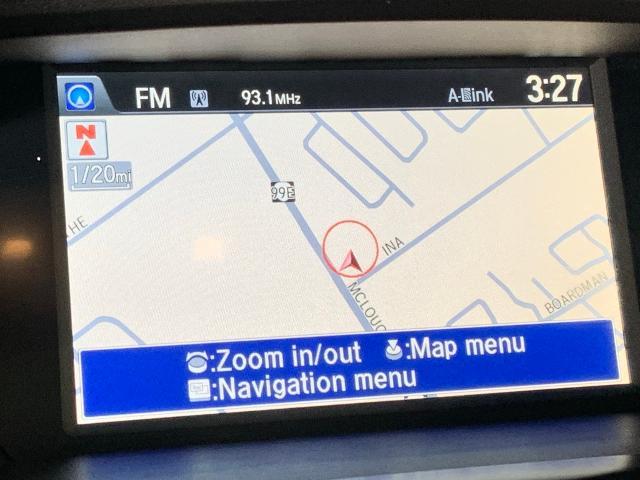 FM 93.1MHz A-Link 3:27
N
1/20mi
99E
THE
INA
MCLOUG
BOARDMAN
:Zoom in/out :Map menu
:Navigation menu